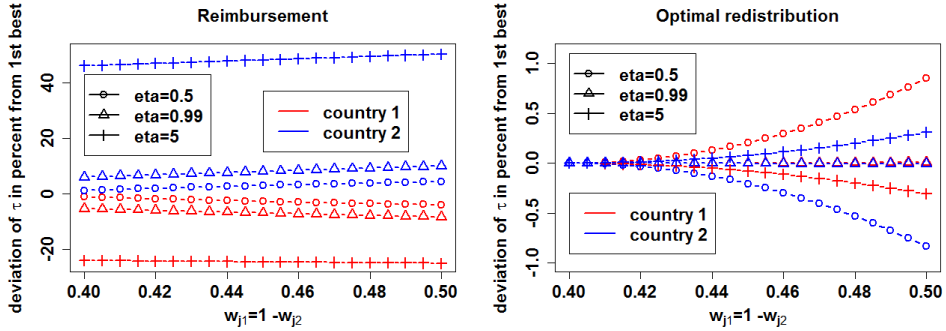 Reimbursement
deviation of τ in percent from 1st best
40
20
0
-20
eta=0.5
eta=0.99
eta=5
country 1
country 2
0.40 0.42 0.44 0.46 0.48 0.50
wj1=1 -wj2
Optimal redistribution
deviation of τ in percent from 1st best
1.0
0.5
0.0
-0.5
-1.0
eta=0.5
eta=0.99
eta=5
country 1
country 2
0.40 0.42 0.44 0.46 0.48 0.50
wj1=1 -wj2